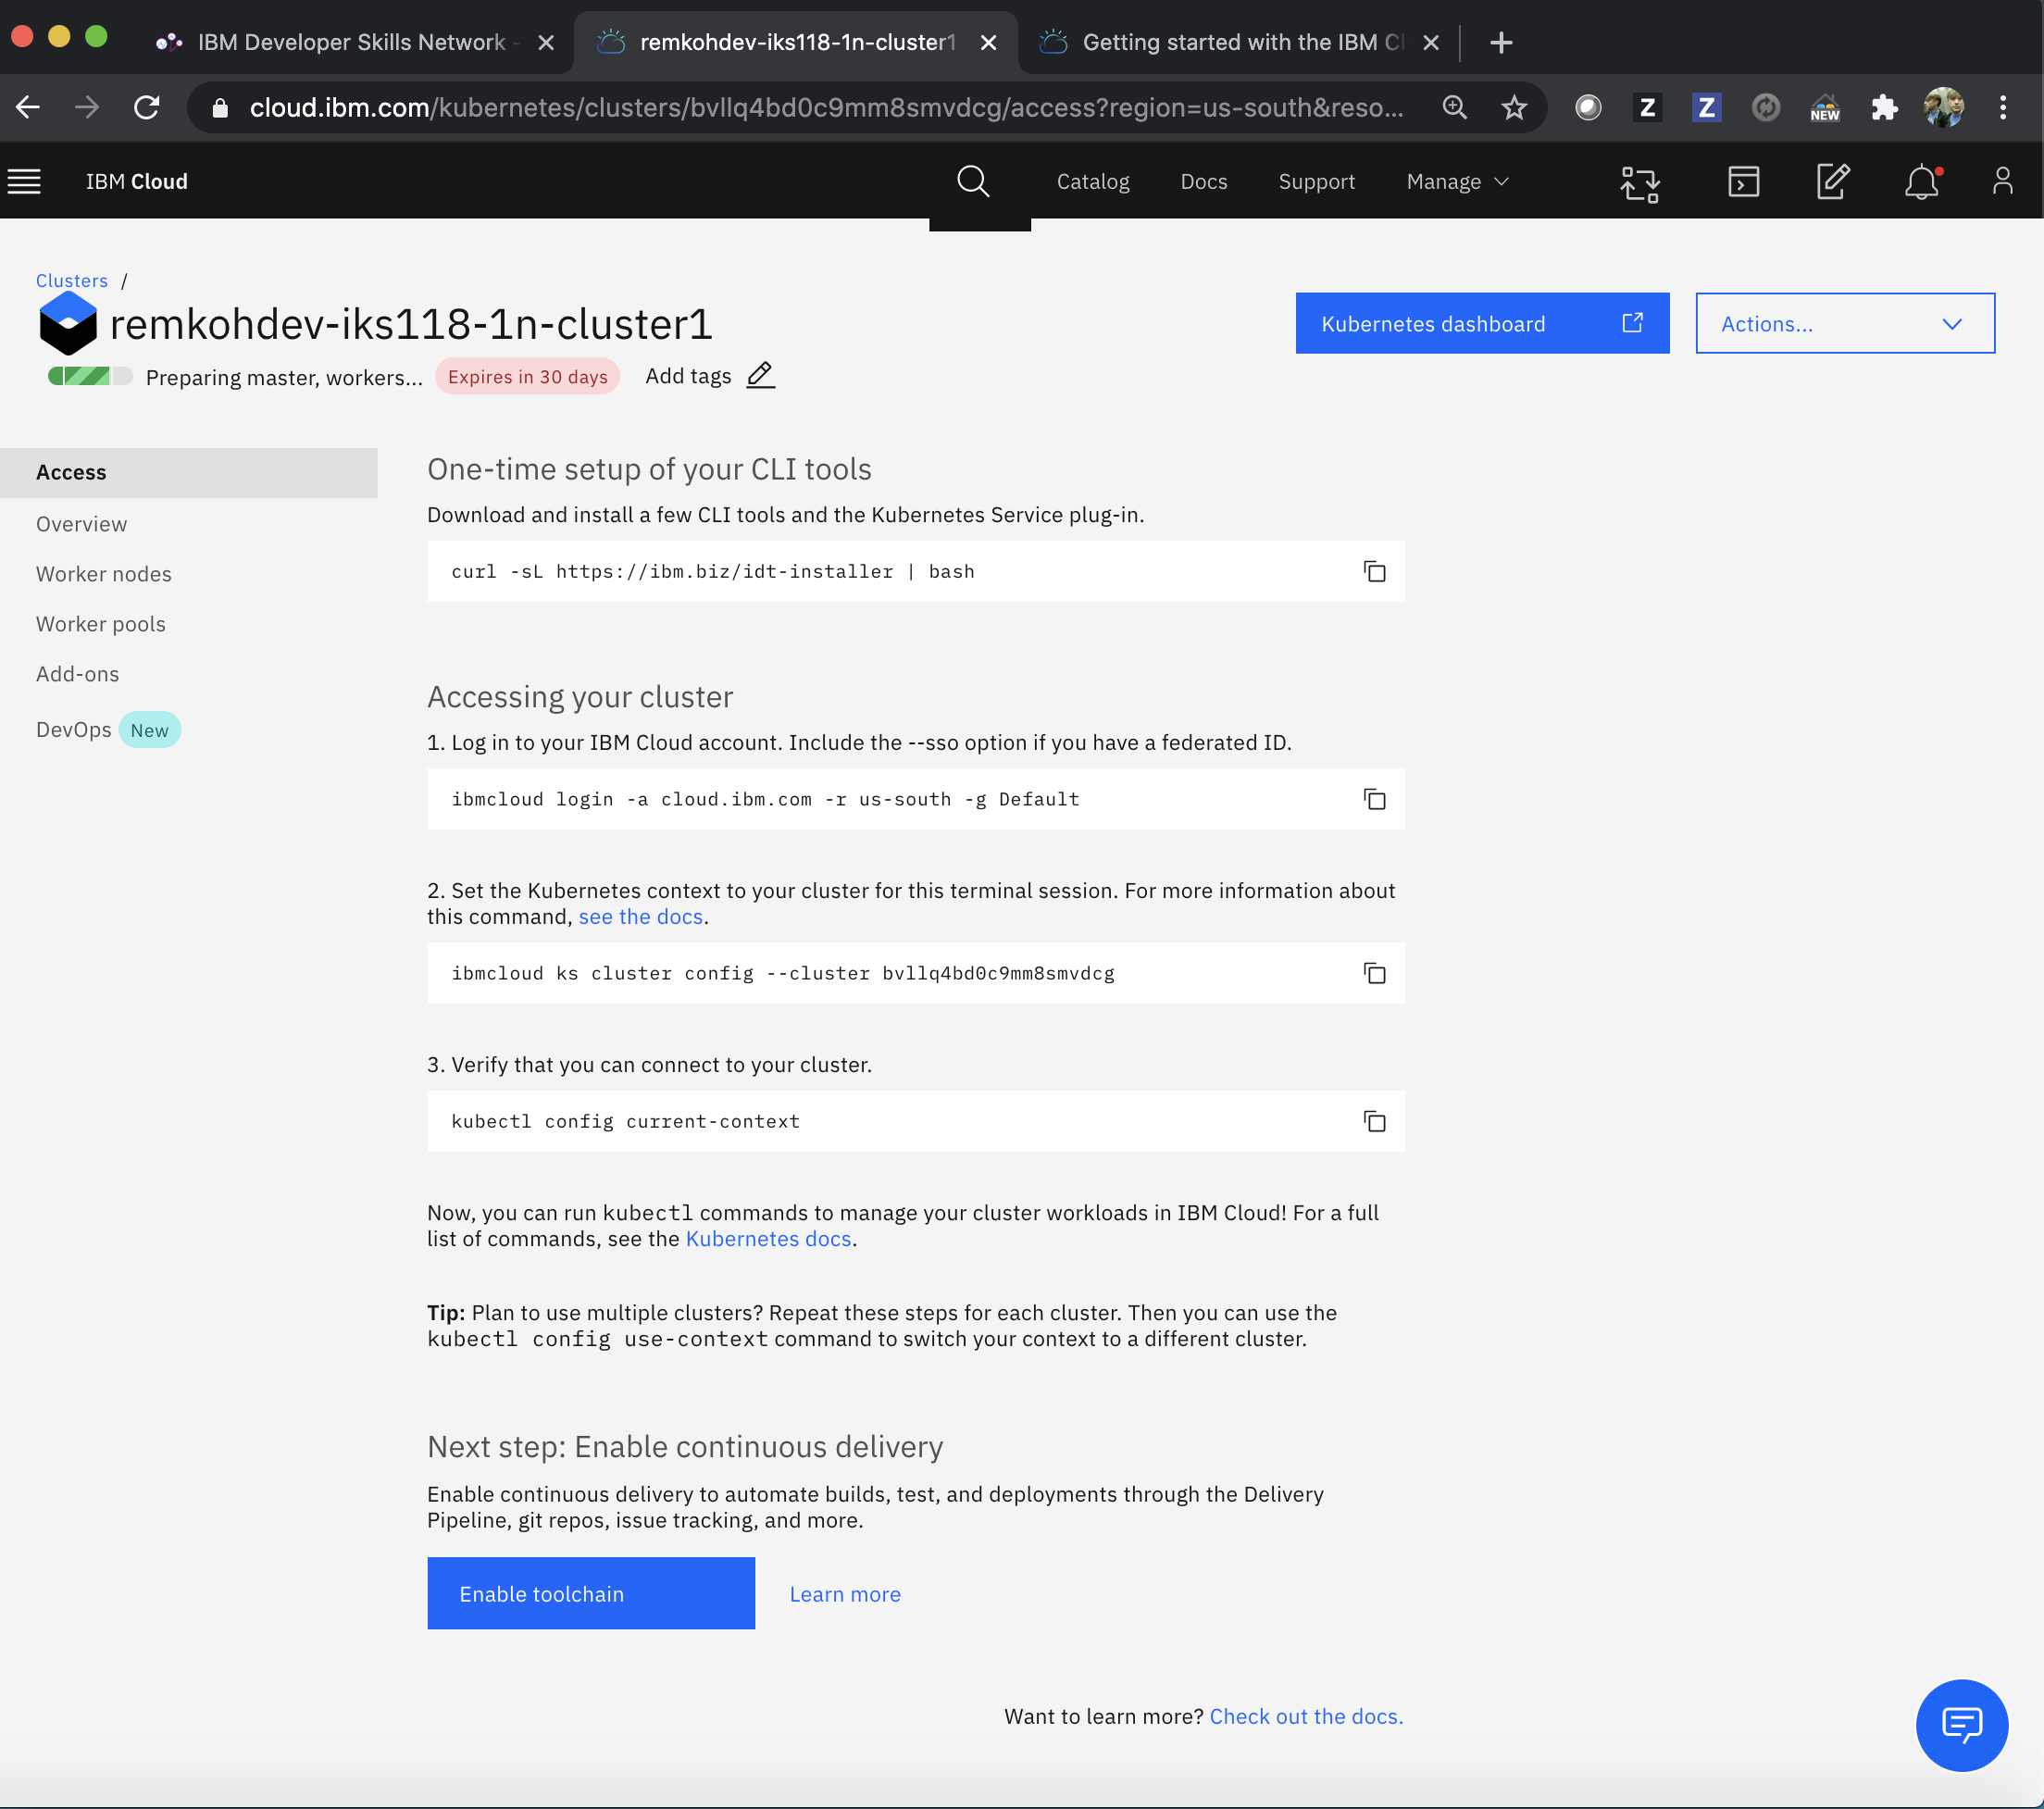 IBM Developer Skills Network -
remkohdev-iks118-1n-cluster1
Getting started with the IBM Cl
cloud.ibm.com/kubernetes/clusters/bvllq4bd0c9mm8smvdcg/access?region=us-south&reso...
Z
Z
NEW
IBM Cloud
Catalog
Docs
Support
Manage
Clusters /
remkohdev-iks118-1n-cluster1
Kubernetes dashboard
Actions...
Preparing master, workers...
Expires in 30 days
Add tags
Access
Overview
Worker nodes
Worker pools
Add-ons
DevOps New
One-time setup of your CLI tools
Download and install a few CLI tools and the Kubernetes Service plug-in.
curl -sL https://ibm.biz/idt-installer | bash
Accessing your cluster
1. Log in to your IBM Cloud account. Include the --sso option if you have a federated ID.
ibmcloud login -a cloud.ibm.com -r us-south -g Default
2. Set the Kubernetes context to your cluster for this terminal session. For more information about
this command, see the docs.
ibmcloud ks cluster config --cluster bvllq4bd0c9mm8smvdcg
3. Verify that you can connect to your cluster.
kubectl config current-context
Now, you can run kubectl commands to manage your cluster workloads in IBM Cloud! For a full
list of commands, see the Kubernetes docs.
Tip: Plan to use multiple clusters? Repeat these steps for each cluster. Then you can use the
kubectl config use-context command to switch your context to a different cluster.
Next step: Enable continuous delivery
Enable continuous delivery to automate builds, test, and deployments through the Delivery
Pipeline, git repos, issue tracking, and more.
Enable toolchain
Learn more
Want to learn more? Check out the docs.